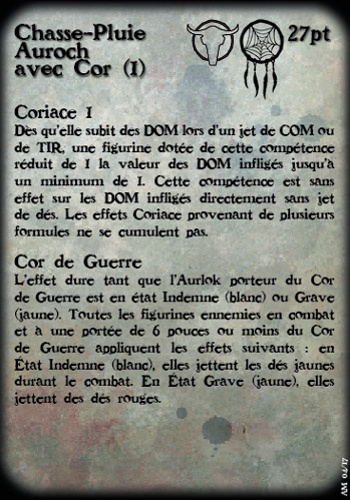 Chasse-Pluie
Auroch
avec Cor (1)
27pt
Coriace 1
Dès qu'elle subit des DOM lors d'un jet de COM ou
de TIR, une figurine dotée de cette compétence
réduit de 1 la valeur des DOM infligés jusqu'à
un minimum de 1. Cette compétence est sans
effet sur les DOM infligés directement sans jet
de dés. Les effets Coriace provenant de plusieurs
formules ne se cumulent pas.
Cor de Guerre
L'effet dure tant que l'Aurlok porteur du Cor
de Guerre est en état Indemne (blanc) ou Grave
(jaune). Toutes les figurines ennemies en combat
et à une portée de 6 pouces ou moins du Cor
de Guerre appliquent les effets suivants : en
État Indemne (blanc), elles jettent les dés jaunes
durant le combat. En État Grave (jaune), elles
jettent des dés rouges.
AM 04/17